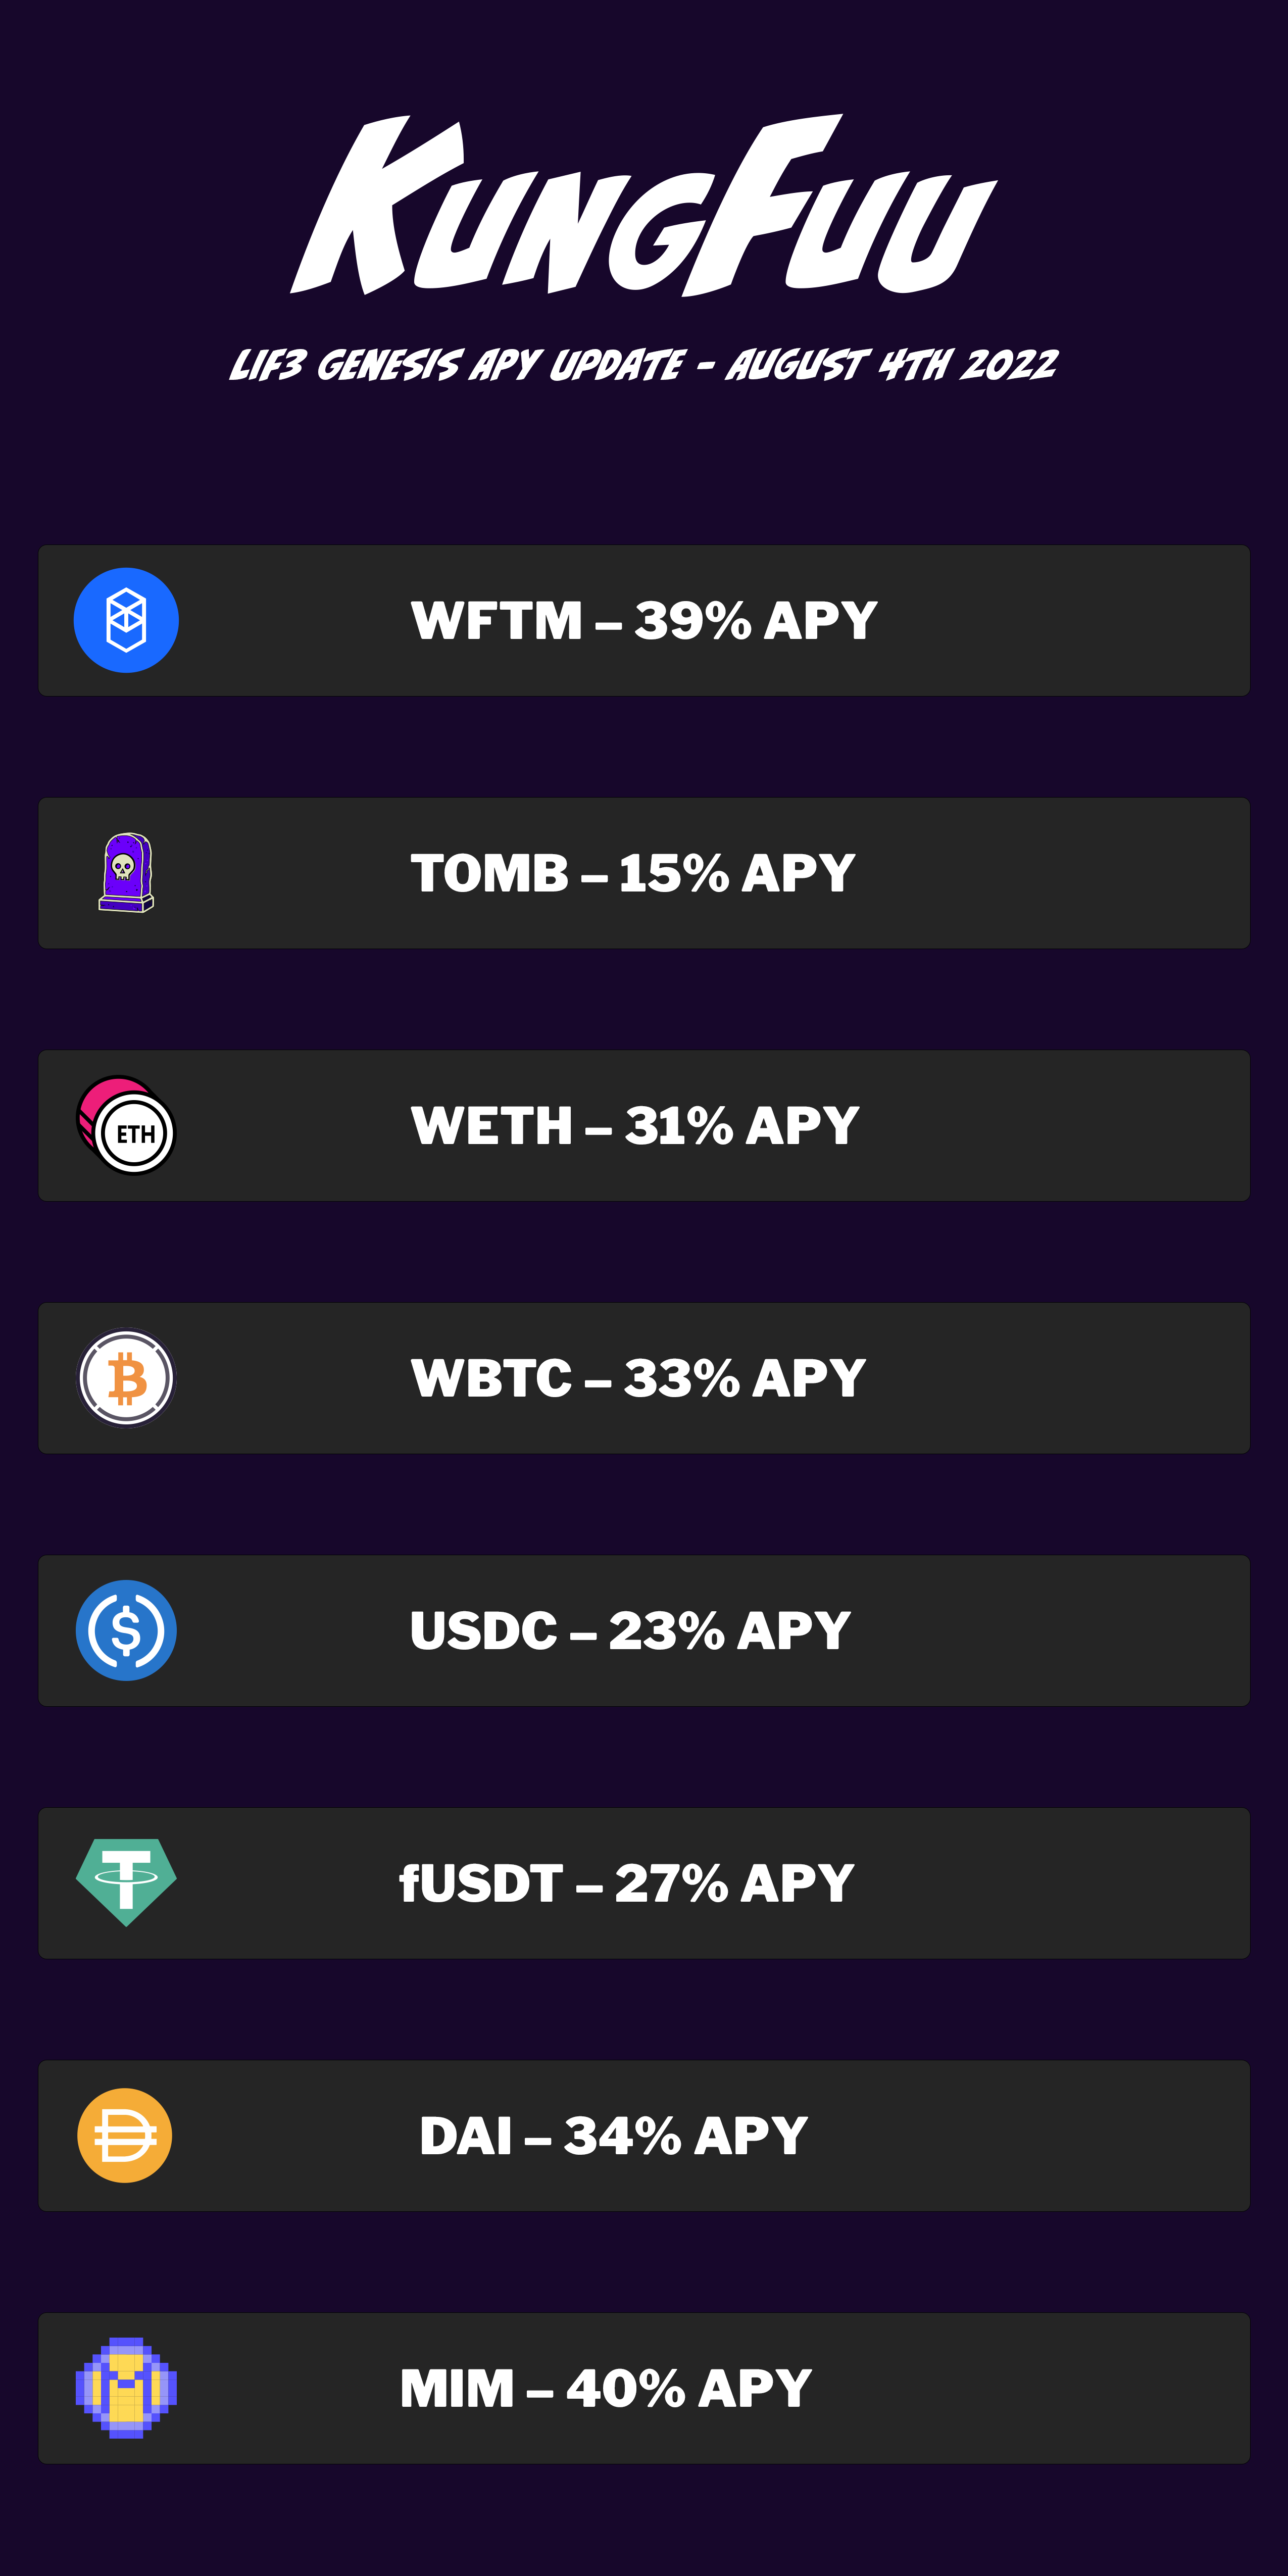 KUNGFUU
LIF3 GENESIS APY UPDATE - AUGUST 4TH 2022
WFTM – 39% APY
TOMB – 15% APY
ETH
WETH – 31% APY
WBTC – 33% APY
USDC – 23% APY
fUSDT – 27% APY
DAI – 34% APY
MIM – 40% APY